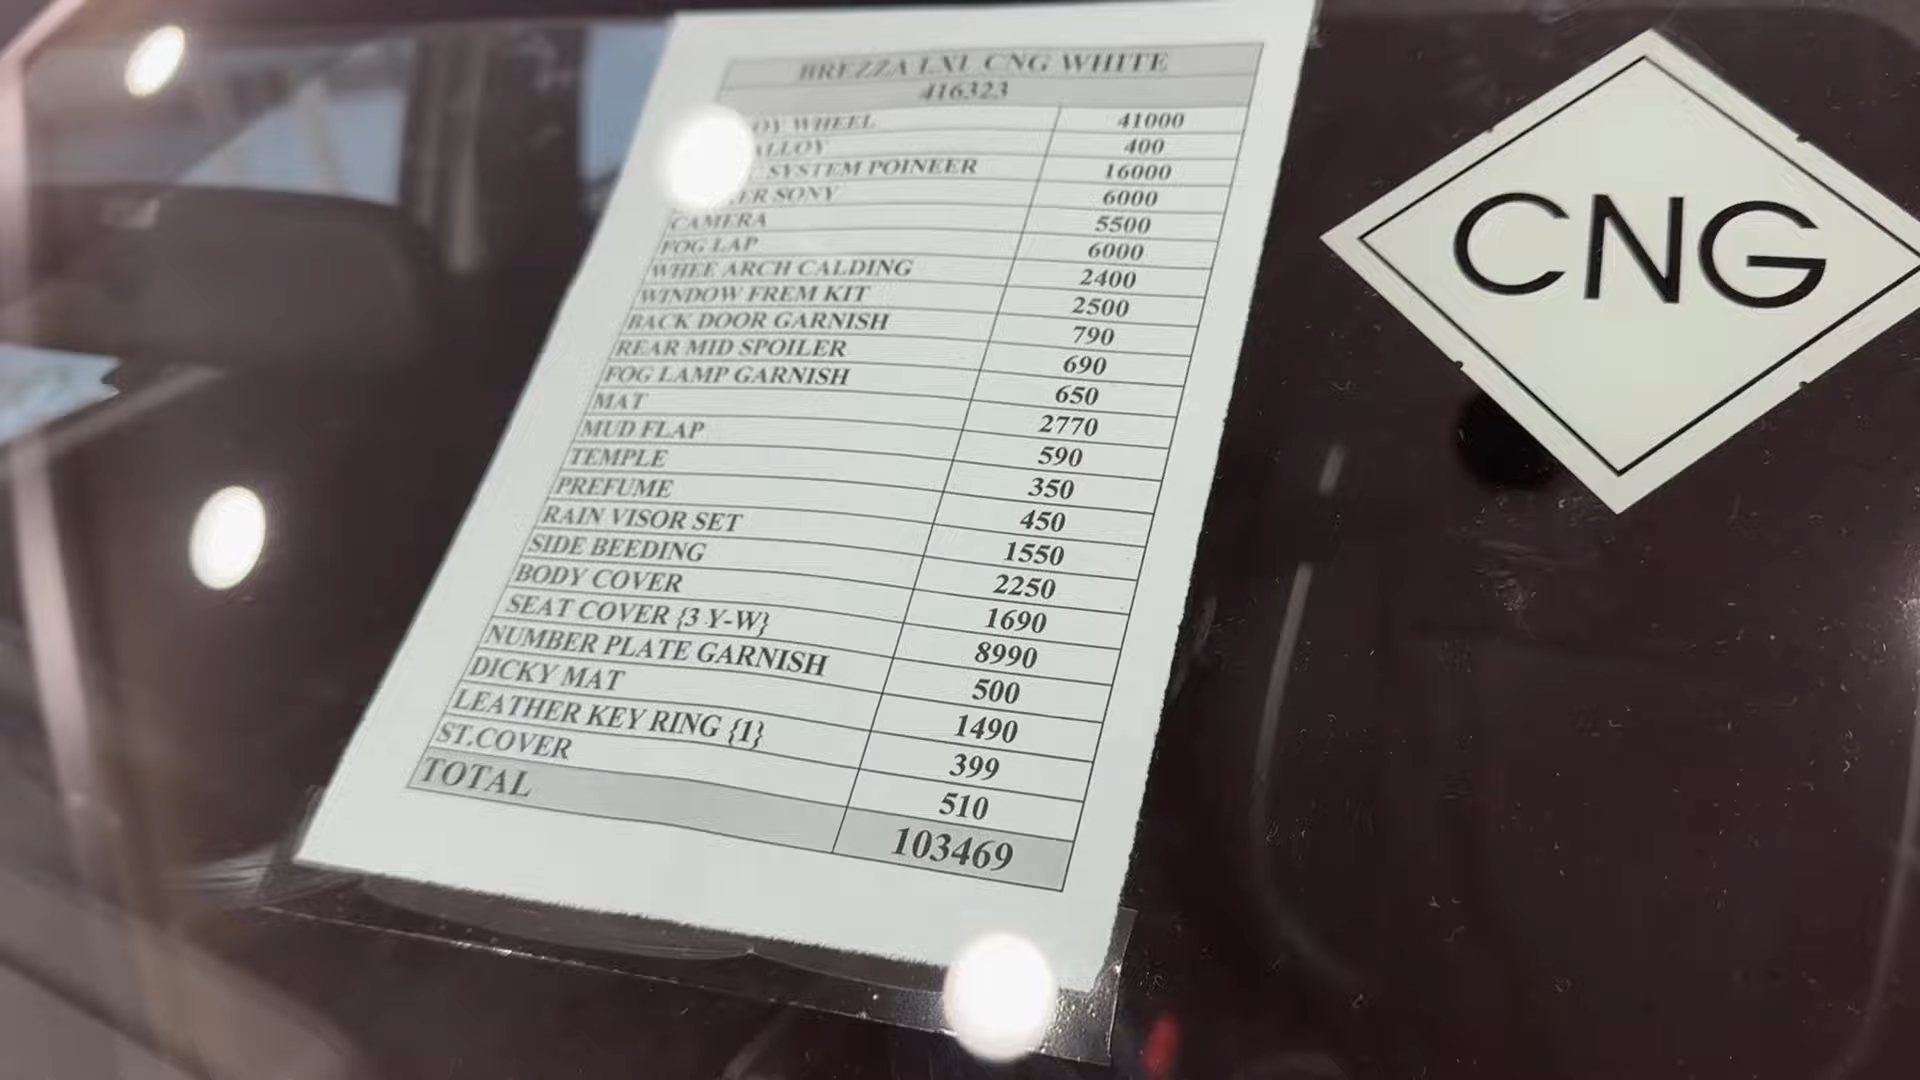 BREZZA LXI CNG WHITE
416323
OY WHEEL 41000
ALLOY 400
SYSTEM POINEER 16000
ER SONY 6000
CAMERA 5500
FOG LAP 6000
WHEE ARCH CALDING 2400
WINDOW FREM KIT 2500
BACK DOOR GARNISH 790
REAR MID SPOILER 690
FOG LAMP GARNISH 650
MAT 2770
MUD FLAP 590
TEMPLE 350
PREFUME 450
RAIN VISOR SET 1550
SIDE BEEDING 2250
BODY COVER 1690
SEAT COVER {3 Y-W} 8990
NUMBER PLATE GARNISH 500
DICKY MAT 1490
LEATHER KEY RING {1} 399
ST.COVER 510
TOTAL 103469
CNG